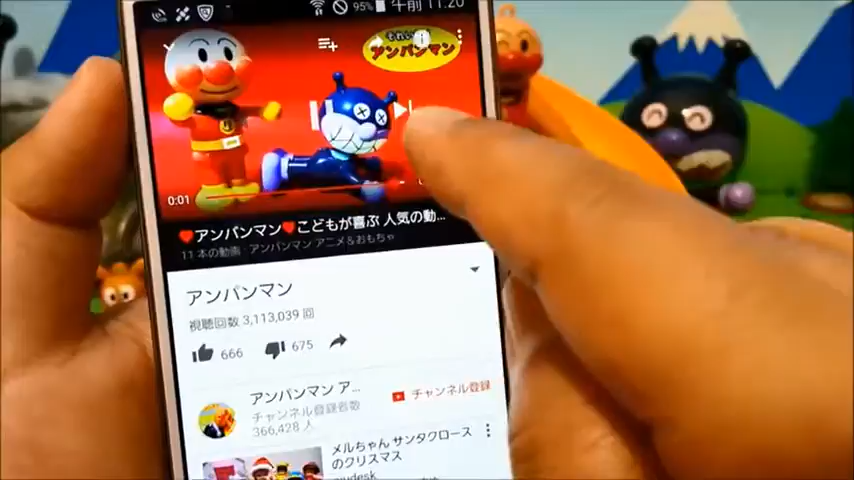 95% 午前11:20
それいけ!
アンパンマン
0:01
アンパンマン❤こどもが喜ぶ 人気の動...
11 本の動画・アンパンマン アニメ&おもちゃ
アンパンマン
視聴回数 3,113,039 回
666 675
アンパンマン ア...
チャンネル登録者数
366,428 人
チャンネル登録
メルちゃん サンタクロース
のクリスマス